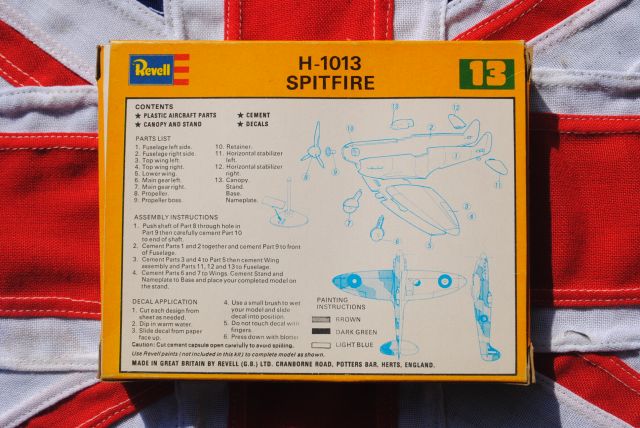 Revell
H-1013
SPITFIRE
13
CONTENTS
★ PLASTIC AIRCRAFT PARTS ★ CEMENT
★ CANOPY AND STAND ★ DECALS
PARTS LIST
1. Fuselage left side.
2. Fuselage right side.
3. Top wing left.
4. Top wing right.
5. Lower wing.
6. Main gear left.
7. Main gear right.
8. Propeller.
9. Propeller boss.
10. Retainer.
11. Horizontal stabilizer
left.
12. Horizontal stabilizer
right.
13. Canopy.
Stand.
Base.
Nameplate.
ASSEMBLY INSTRUCTIONS
1. Push shaft of Part 8 through hole in
Part 9 then carefully cement Part 10
to end of shaft.
2. Cement Parts 1 and 2 together and cement Part 9 to front
of Fuselage.
3. Cement Parts 3 and 4 to Part 5 then cement Wing
assembly and Parts 11, 12 and 13 to Fuselage.
4. Cement Parts 6 and 7 to Wings. Cement Stand and
Nameplate to Base and place your completed model on
the stand.
DECAL APPLICATION
1. Cut each design from
sheet as needed.
2. Dip in warm water.
3. Slide decal from paper
face up.
4. Use a small brush to wet
your model and slide
decal into position.
5. Do not touch decal with
fingers.
6. Press down with blotter
Caution: Cut cement capsule open carefully to avoid spilling.
PAINTING
INSTRUCTIONS
BROWN
DARK GREEN
LIGHT BLUE
Use Revell paints (not included in this kit) to complete model as shown.
MADE IN GREAT BRITAIN BY REVELL (G.B.) LTD. CRANBORNE ROAD, POTTERS BAR, HERTS, ENGLAND.